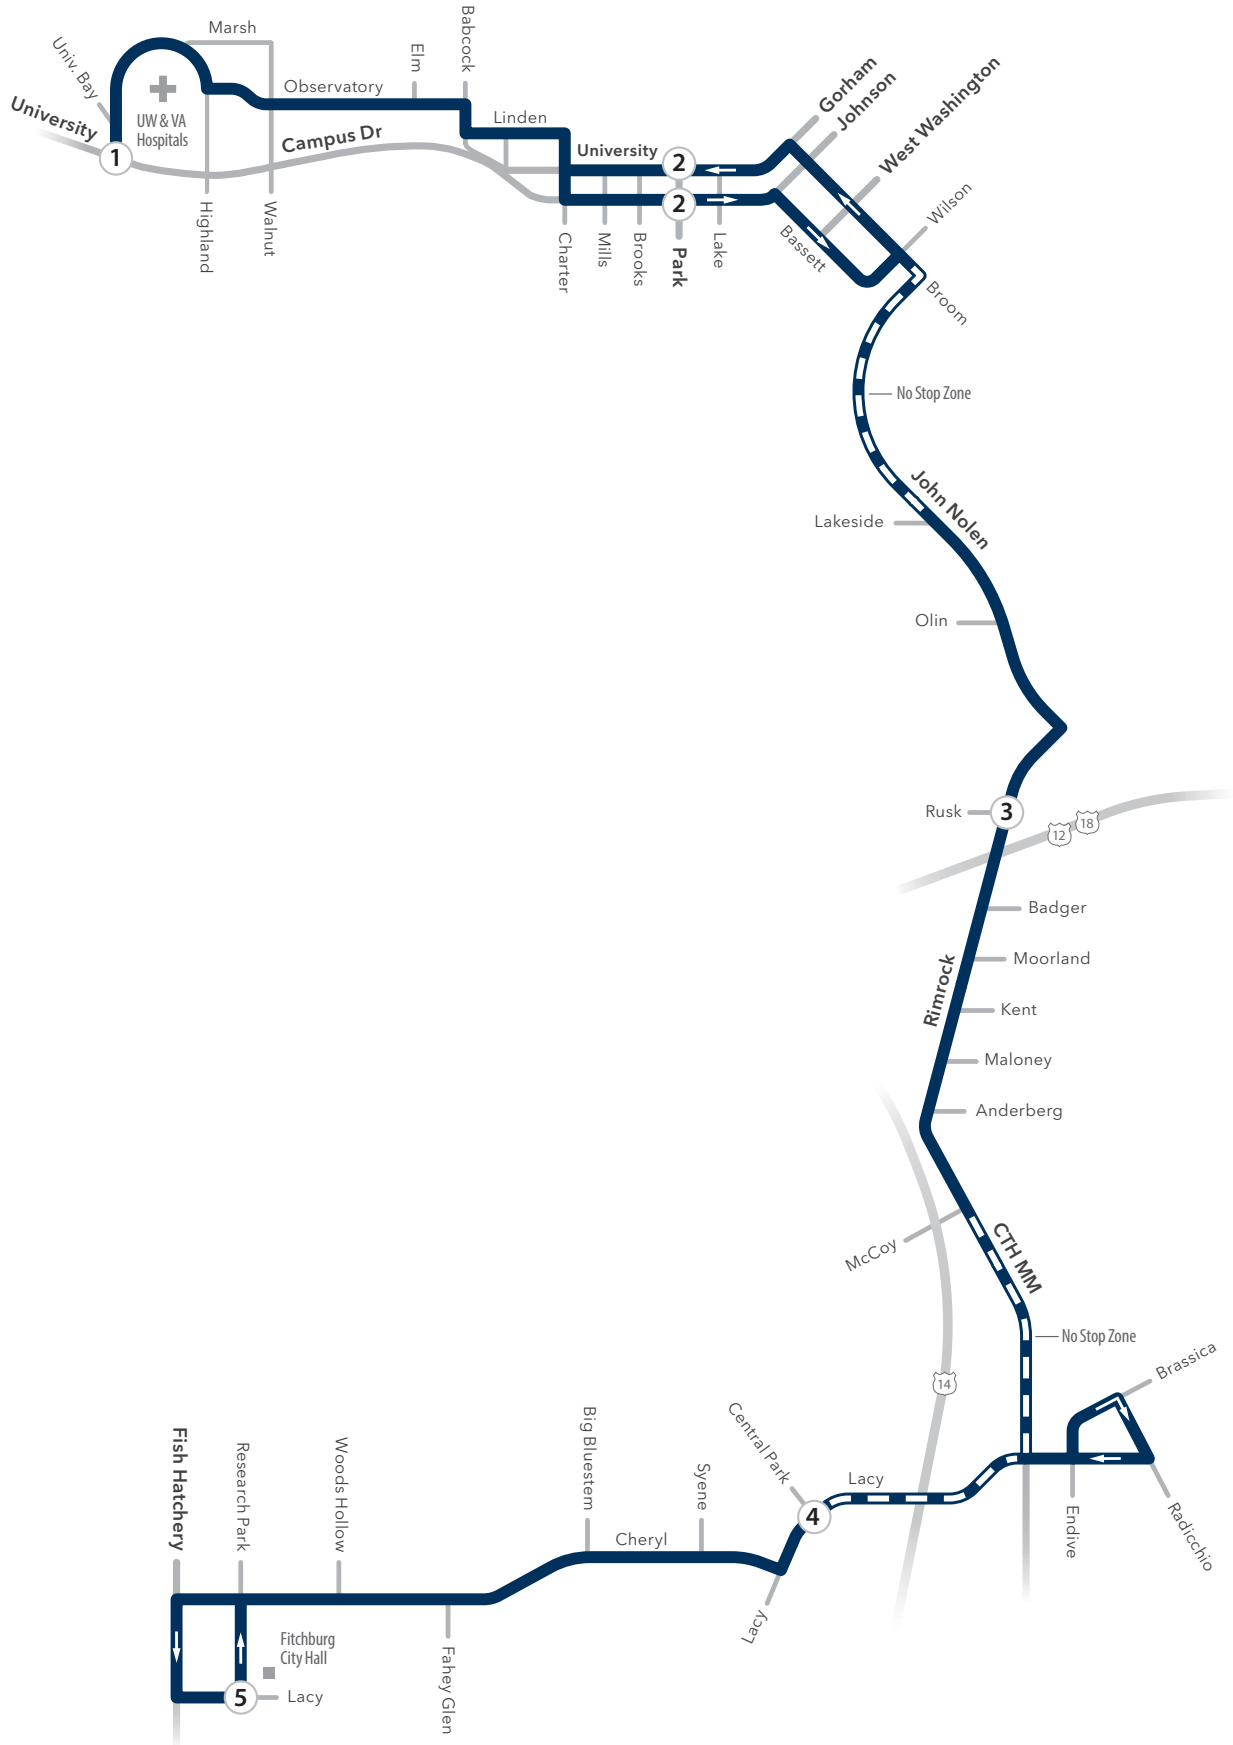 Marsh
Babcock
Elm
Univ. Bay
Observatory
University
UW & VA
Hospitals
Campus Dr
Linden
1
Highland
Walnut
University
2
2
Charter
Mills
Brooks
Park
Lake
Gorham
Johnson
West Washington
Wilson
Bassett
Broom
No Stop Zone
John Nolen
Lakeside
Olin
Rusk
3
12
18
Badger
Moorland
Rimrock
Kent
Maloney
Anderberg
McCoy
CTH MM
No Stop Zone
14
Brassica
Endive
Radicchio
Central Park
Lacy
4
Lacy
Syene
Cheryl
Big Bluestem
Woods Hollow
Research Park
Fish Hatchery
Fahey Glen
Fitchburg
City Hall
5
Lacy